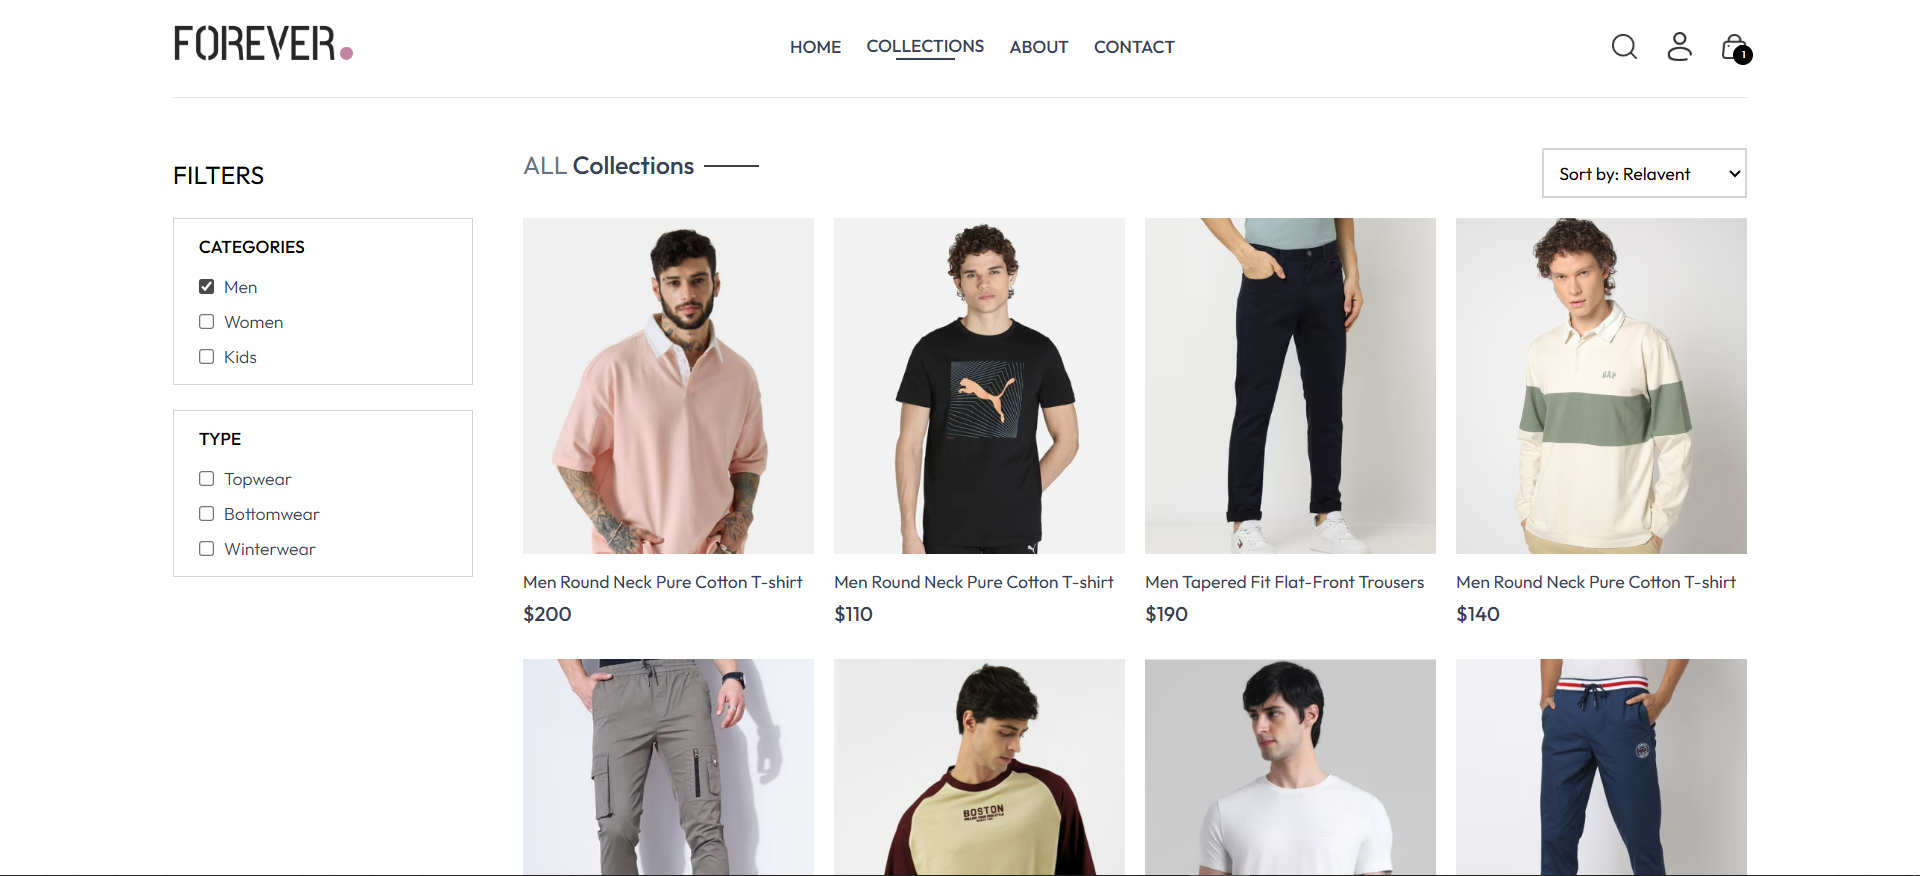 FOREVER.
HOME COLLECTIONS ABOUT CONTACT
1
FILTERS
CATEGORIES
Men
Women
Kids
TYPE
Topwear
Bottomwear
Winterwear
ALL Collections
Sort by: Relavent
GAP
Men Round Neck Pure Cotton T-shirt
$200
Men Round Neck Pure Cotton T-shirt
$110
Men Tapered Fit Flat-Front Trousers
$190
Men Round Neck Pure Cotton T-shirt
$140
BOSTON